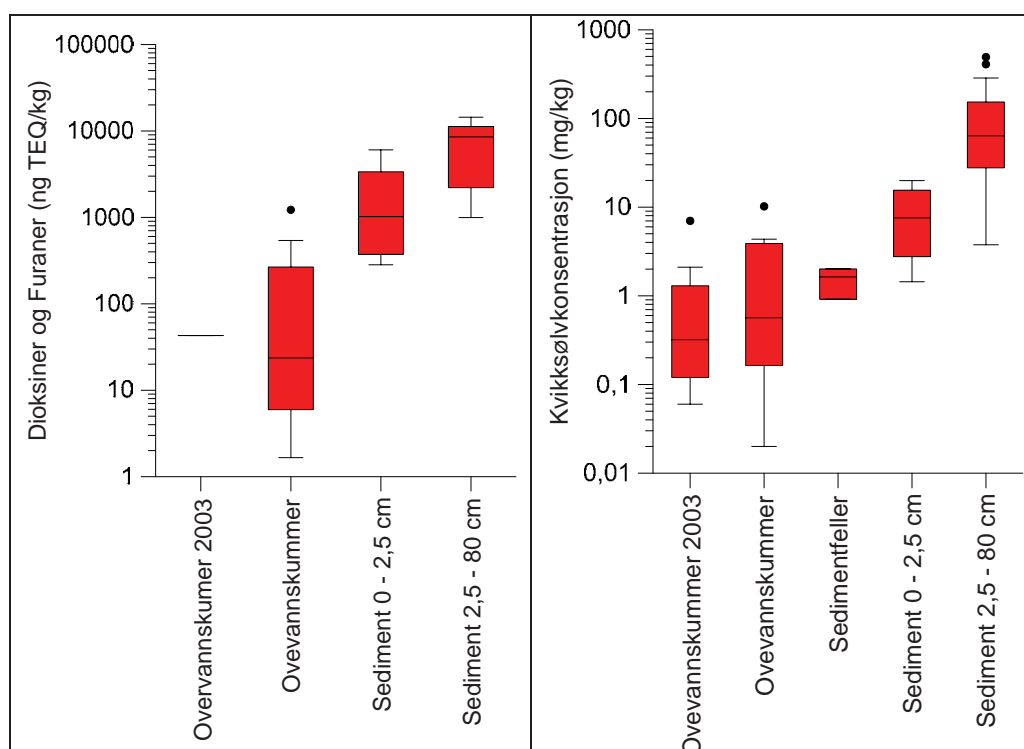 Dioksiner og Furaner (ng TEQ/kg)
100000
10000
1000
100
10
1
Overvannskumer 2003
Ovevannskummer
Sediment 0 - 2,5 cm
Sediment 2,5 - 80 cm
Kvikksølvkonsentrasjon (mg/kg)
1000
100
10
1
0,1
0,01
Ovevannskummer 2003
Ovevannskummer
Sedimentfeller
Sediment 0 - 2,5 cm
Sediment 2,5 - 80 cm